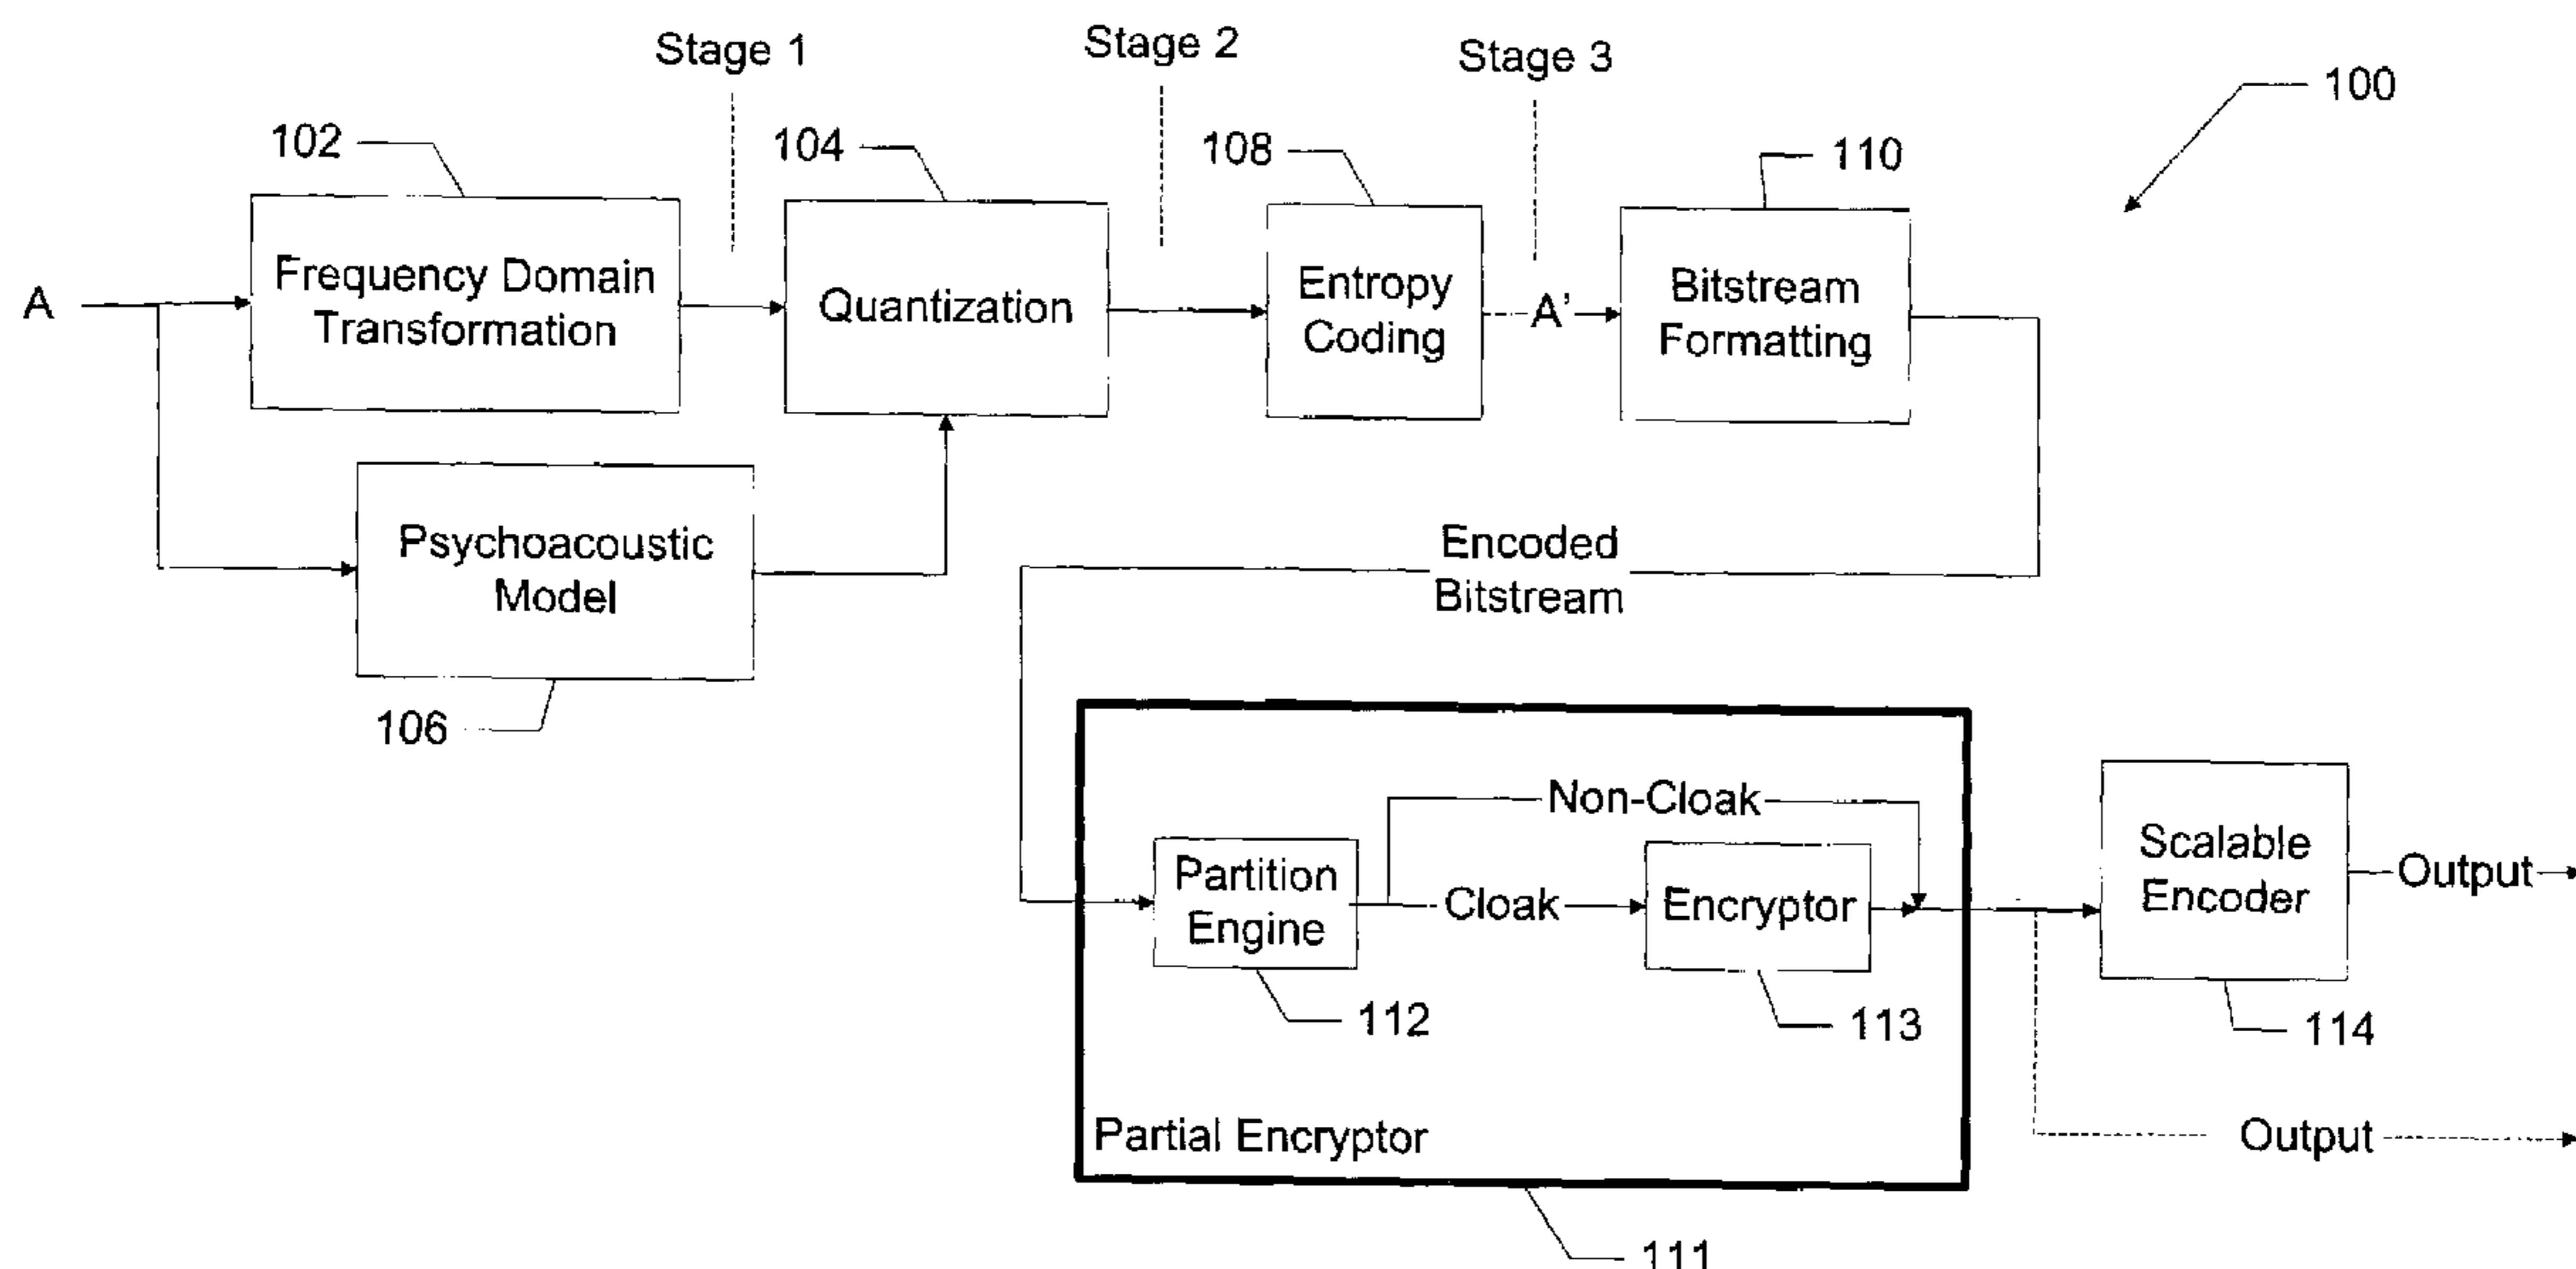 Stage 1
Stage 2
Stage 3
100
102
104
108
110
A
Frequency Domain
Transformation
Quantization
Entropy
Coding
A'
Bitstream
Formatting
Psychoacoustic
Model
106
Encoded
Bitstream
Non-Cloak
Partition
Engine
Cloak
Encryptor
Scalable
Encoder
Output
112
113
114
Partial Encryptor
Output
111